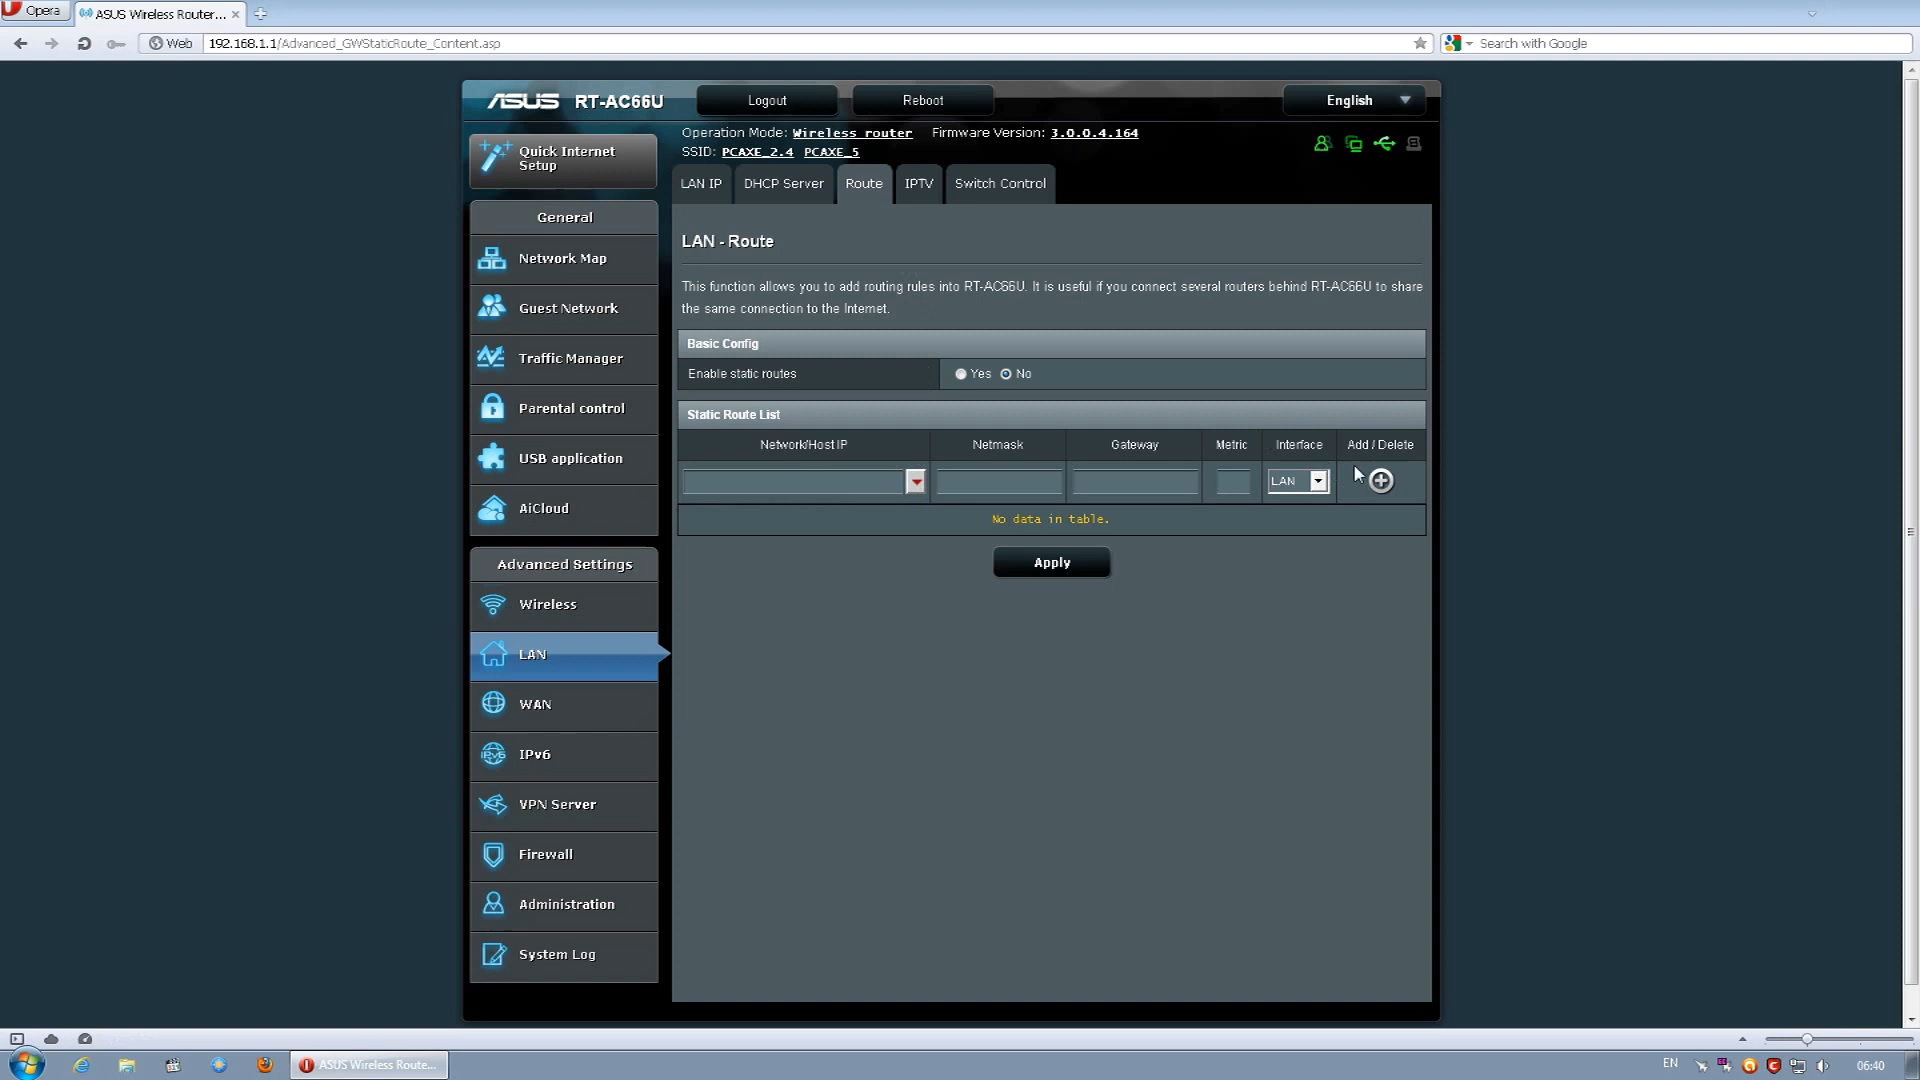 Opera
ASUS Wireless Router...
Web
192.168.1.1/Advanced_GWStaticRoute_Content.asp
Search with Google
ASUS RT-AC66U
Logout
Reboot
English
Operation Mode: Wireless router Firmware Version: 3.0.0.4.164
SSID: PCAXE_2.4 PCAXE_5
Quick Internet
Setup
LAN IP
DHCP Server
Route
IPTV
Switch Control
General
Network Map
Guest Network
Traffic Manager
Parental control
USB application
AiCloud
Advanced Settings
Wireless
LAN
WAN
IPv6
VPN Server
Firewall
Administration
System Log
LAN - Route
This function allows you to add routing rules into RT-AC66U. It is useful if you connect several routers behind RT-AC66U to share
the same connection to the Internet.
Basic Config
Enable static routes Yes No
Static Route List
Network/Host IP Netmask Gateway Metric Interface Add / Delete
LAN
No data in table.
Apply
ASUS Wireless Route...
EN
06:40